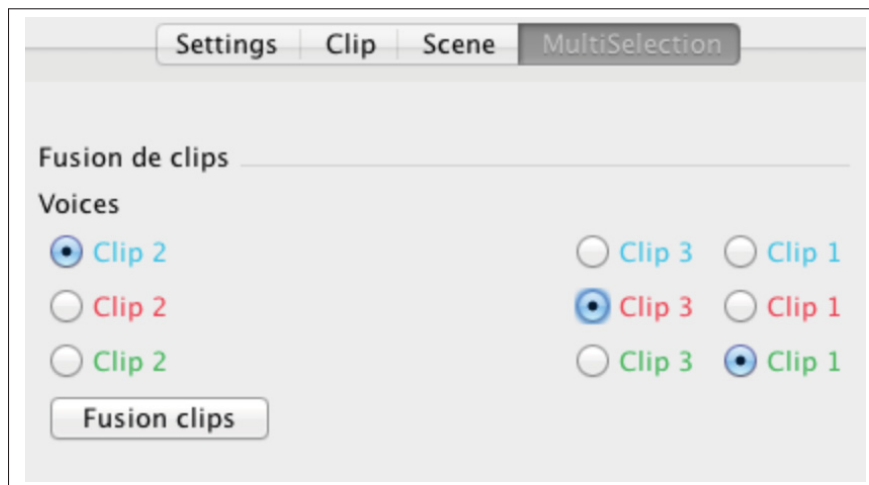 Settings Clip Scene MultiSelection
Fusion de clips
Voices
Clip 2 Clip 3 Clip 1
Clip 2 Clip 3 Clip 1
Clip 2 Clip 3 Clip 1
Fusion clips